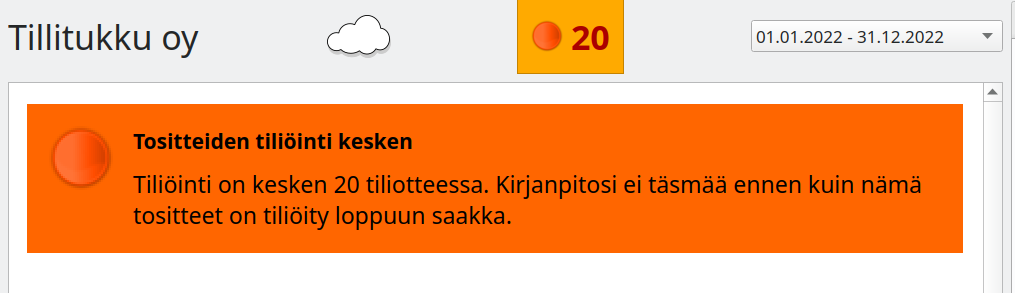 Tillitukku oy
20
01.01.2022 - 31.12.2022
Tositteiden tiliöinti kesken
Tiliöinti on kesken 20 tiliotteessa. Kirjanpitosi ei täsmää ennen kuin nämä
tositteet on tiliöity loppuun saakka.